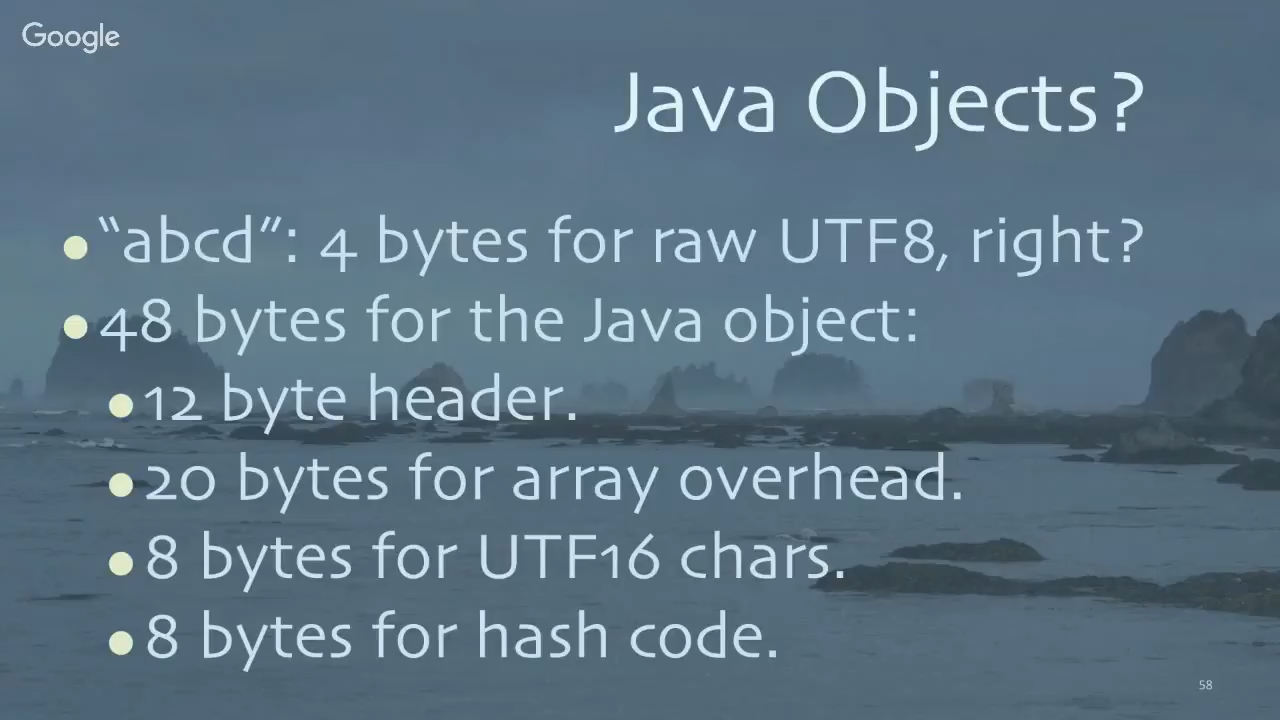 Google
Java Objects?
• “abcd”: 4 bytes for raw UTF8, right?
• 48 bytes for the Java object:
• 12 byte header.
• 20 bytes for array overhead.
• 8 bytes for UTF16 chars.
• 8 bytes for hash code.
58